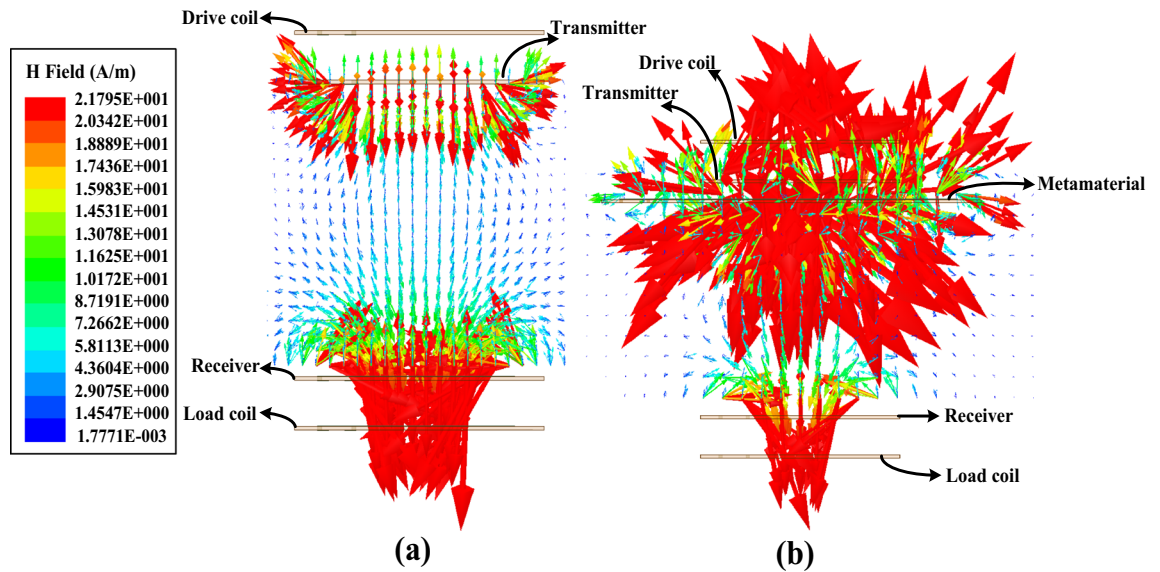 Drive coil
Transmitter
H Field (A/m)
2.1795E+001
2.0342E+001
1.8889E+001
1.7436E+001
1.5983E+001
1.4531E+001
1.3078E+001
1.1625E+001
1.0172E+001
8.7191E+000
7.2662E+000
5.8113E+000
4.3604E+000
2.9075E+000
1.4547E+000
1.7771E-003
Receiver
Load coil
(a)
Drive coil
Transmitter
Metamaterial
Receiver
Load coil
(b)